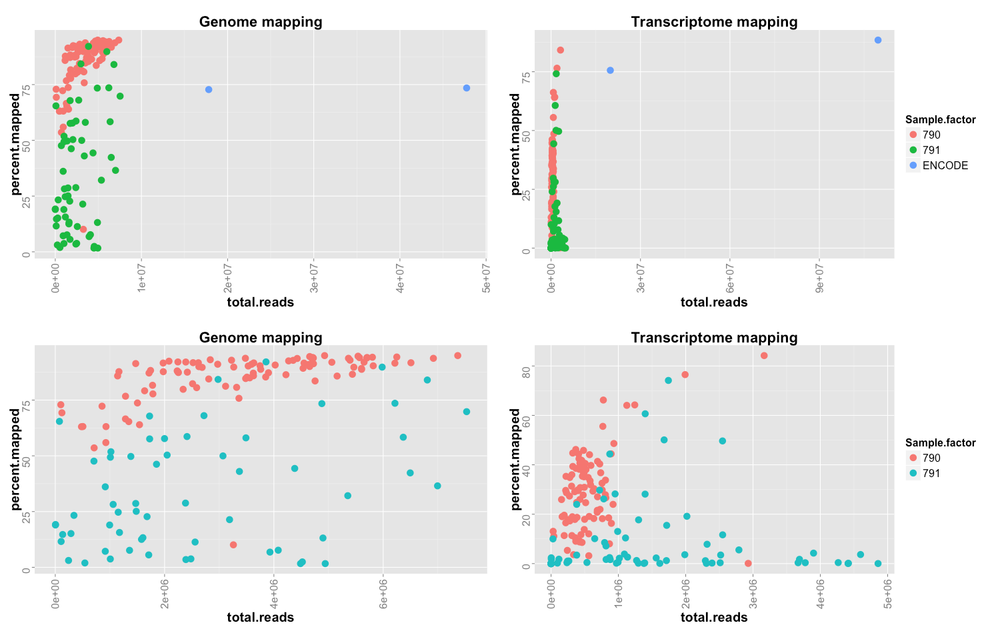 Genome mapping
percent.mapped
75
50
25
0
0e+00
1e+07
2e+07
3e+07
4e+07
5e+07
total.reads
Transcriptome mapping
percent.mapped
75
50
25
0
0e+00
3e+07
6e+07
9e+07
total.reads
Sample.factor
790
791
ENCODE
Genome mapping
percent.mapped
75
50
25
0
0e+00
2e+06
4e+06
6e+06
total.reads
Transcriptome mapping
percent.mapped
80
60
40
20
0
0e+00
1e+06
2e+06
3e+06
4e+06
5e+06
total.reads
Sample.factor
790
791